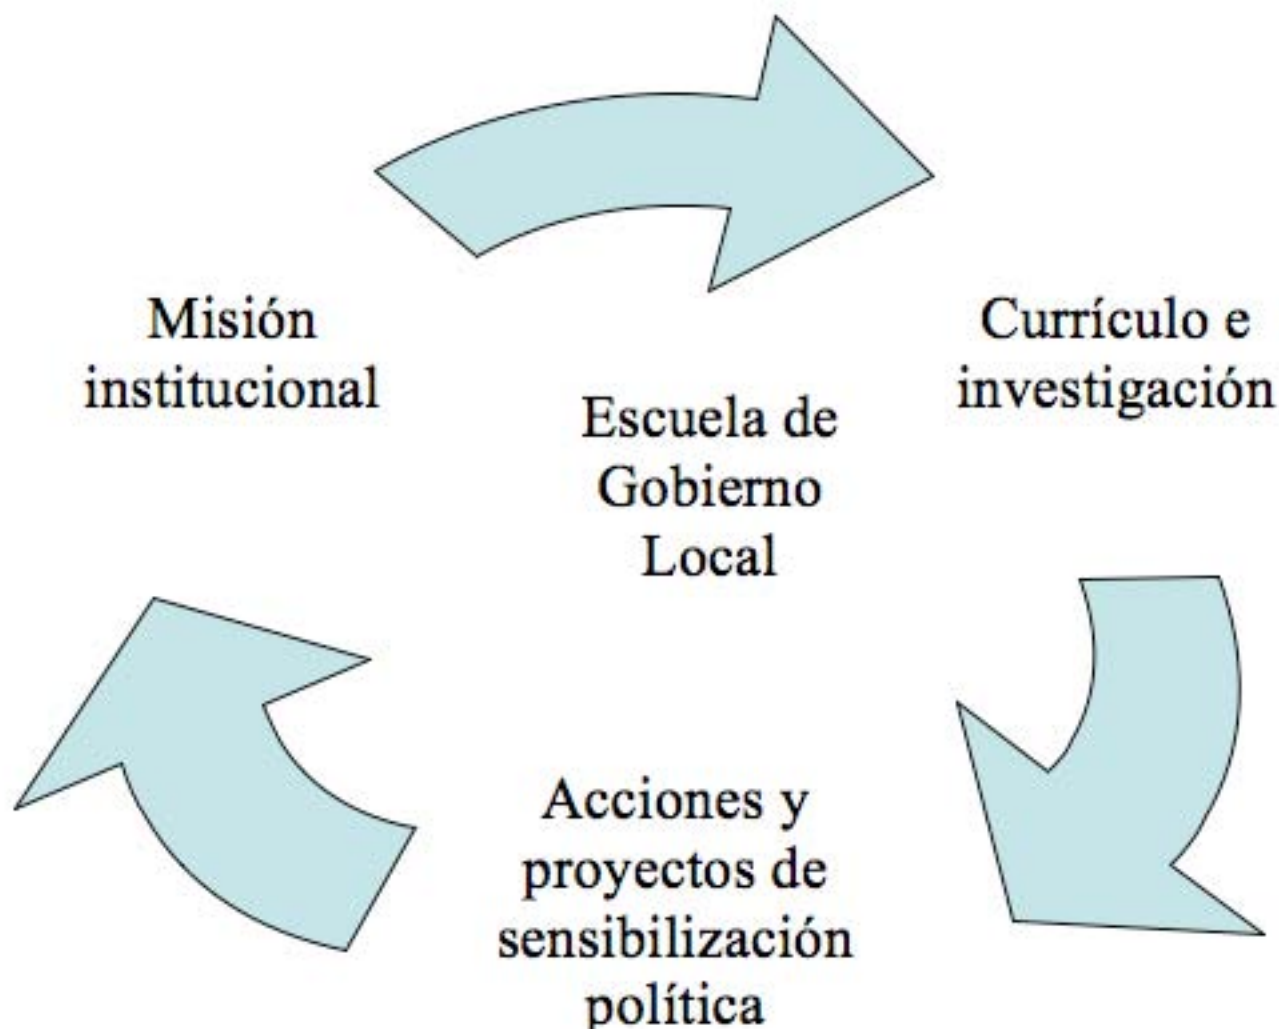 Misión
institucional
Currículo e
investigación
Escuela de
Gobierno
Local
Acciones y
proyectos de
sensibilización
política